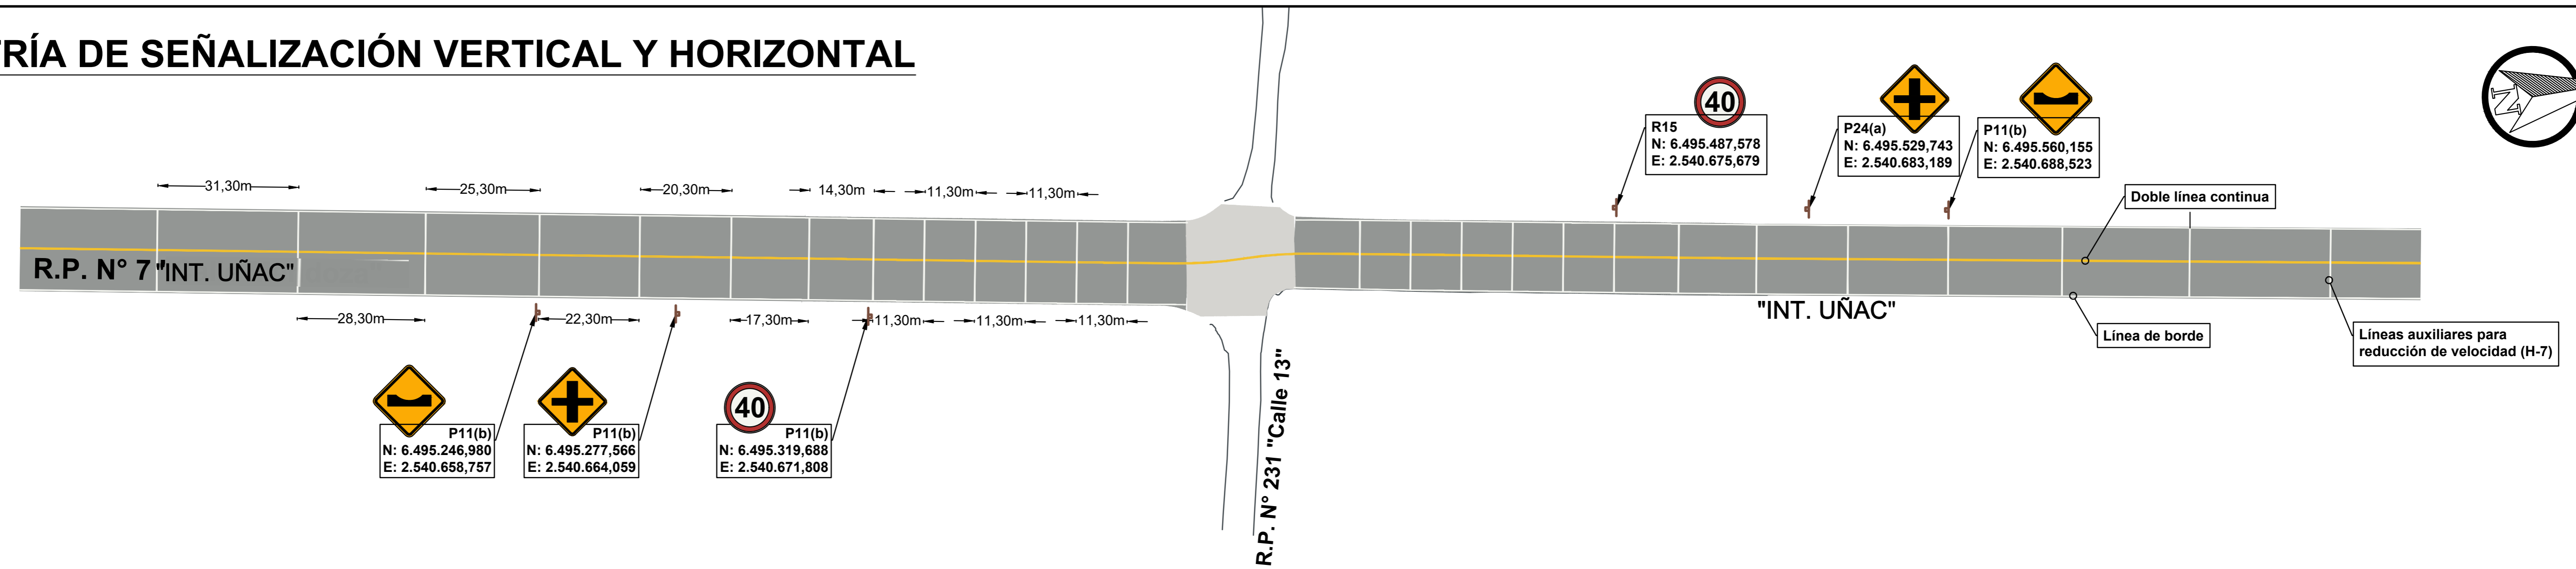 RÍA DE SEÑALIZACIÓN VERTICAL Y HORIZONTAL
40
R15
N: 6.495.487,578
E: 2.540.675,679
P24(a)
N: 6.495.529,743
E: 2.540.683,189
P11(b)
N: 6.495.560,155
E: 2.540.688,523
N
31,30m
25,30m
20,30m
14,30m
11,30m
11,30m
Doble línea continua
R.P. N° 7 "INT. UÑAC"
"INT. UÑAC"
28,30m
22,30m
17,30m
11,30m
11,30m
11,30m
Línea de borde
Líneas auxiliares para
reducción de velocidad (H-7)
P11(b)
N: 6.495.246,980
E: 2.540.658,757
P11(b)
N: 6.495.277,566
E: 2.540.664,059
40
P11(b)
N: 6.495.319,688
E: 2.540.671,808
R.P. N° 231 "Calle 13"